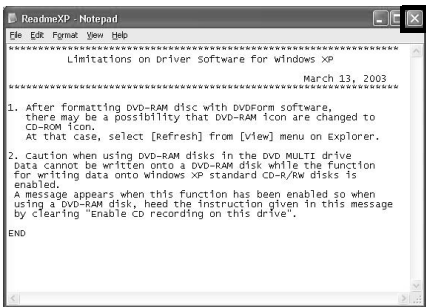 ReadmeXP - Notepad
File Edit Format View Help
************************************************************
Limitations on Driver Software for Windows XP
March 13, 2003
************************************************************
1. After formatting DVD-RAM disc with DVDForm software,
there may be a possibility that DVD-RAM icon are changed to
CD-ROM icon.
At that case, select [Refresh] from [View] menu on Explorer.
2. Caution when using DVD-RAM disks in the DVD MULTI drive
Data cannot be written onto a DVD-RAM disk while the function
for writing data onto Windows XP standard CD-R/RW disks is
enabled.
A message appears when this function has been enabled so when
using a DVD-RAM disk, heed the instruction given in this message
by clearing "Enable CD recording on this drive".
END